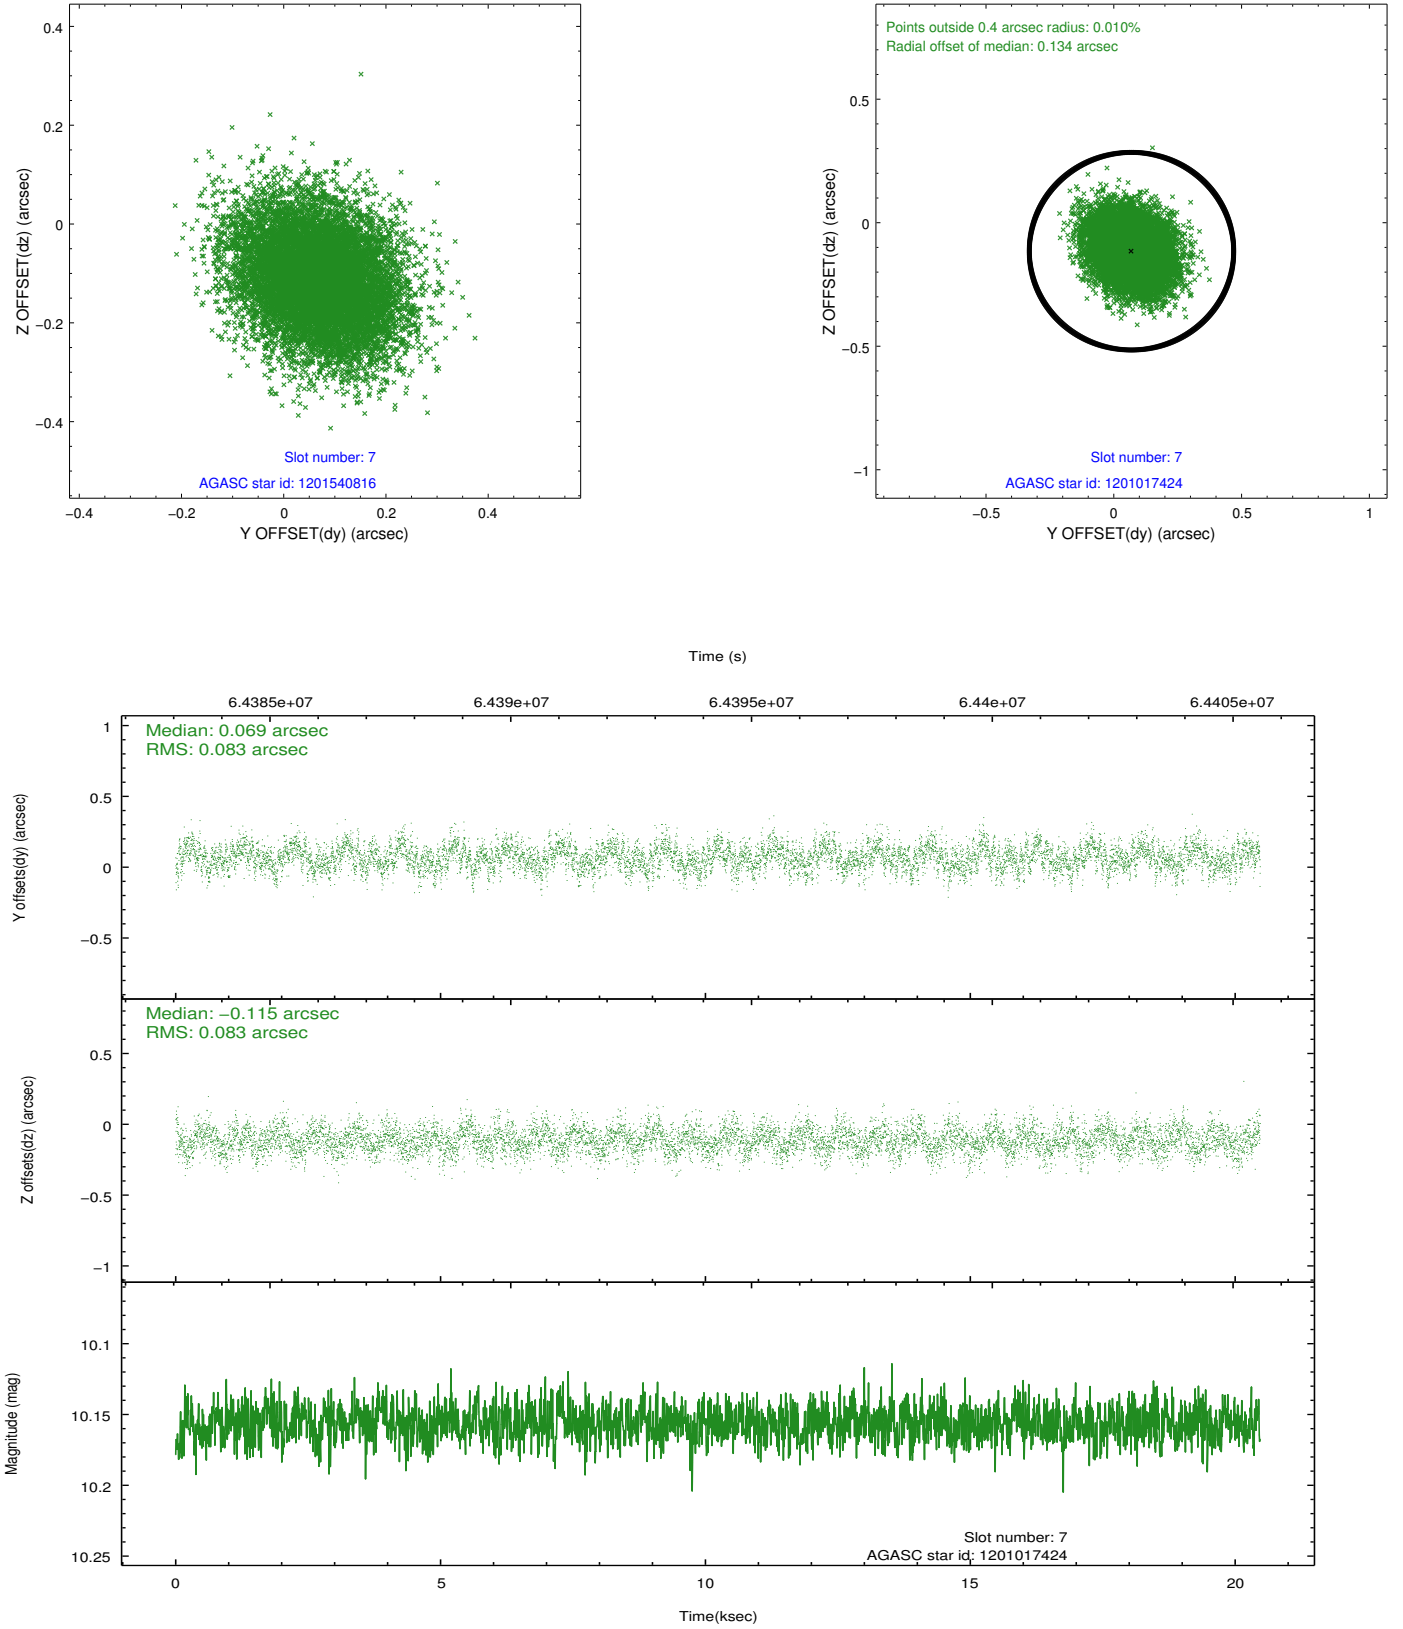 0.4
0.2
0
−0.2
−0.4
Z OFFSET(dz) (arcsec)
Slot number: 7
AGASC star id: 1201540816
−0.4
−0.2
0
0.2
0.4
Y OFFSET(dy) (arcsec)
Points outside 0.4 arcsec radius: 0.010%
Radial offset of median: 0.134 arcsec
0.5
0
−0.5
−1
Z OFFSET(dz) (arcsec)
Slot number: 7
AGASC star id: 1201017424
−0.5
0
0.5
1
Y OFFSET(dy) (arcsec)
Time (s)
6.4385e+07
6.439e+07
6.4395e+07
6.44e+07
6.4405e+07
Median: 0.069 arcsec
RMS: 0.083 arcsec
1
0.5
0
−0.5
Y offsets(dy) (arcsec)
Median: −0.115 arcsec
RMS: 0.083 arcsec
0.5
0
−0.5
−1
Z offsets(dz) (arcsec)
10.1
10.15
10.2
10.25
Magnitude (mag)
Slot number: 7
AGASC star id: 1201017424
0
5
10
15
20
Time(ksec)